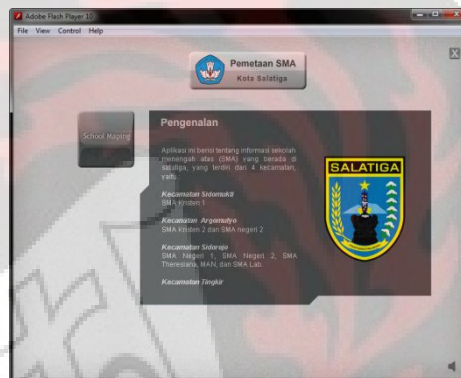 Adobe Flash Player 10
File View Control Help
X
Pemetaan SMA
Kota Salatiga
School Maping
Pengenalan
Aplikasi ini berisi tentang informasi sekolah
menengah atas (SMA) yang berada di
salatiga, yang terdiri dari 4 kecamatan,
yaitu :
Kecamatan Sidomukti
SMA Kristen 1
Kecamatan Argomulyo
SMA Kristen 2 dan SMA negeri 2
Kecamatan Sidorejo
SMA Negeri 1, SMA Negeri 2, SMA
Theresiana, MAN, dan SMA Lab.
Kecamatan Tingkir
SALATIGA